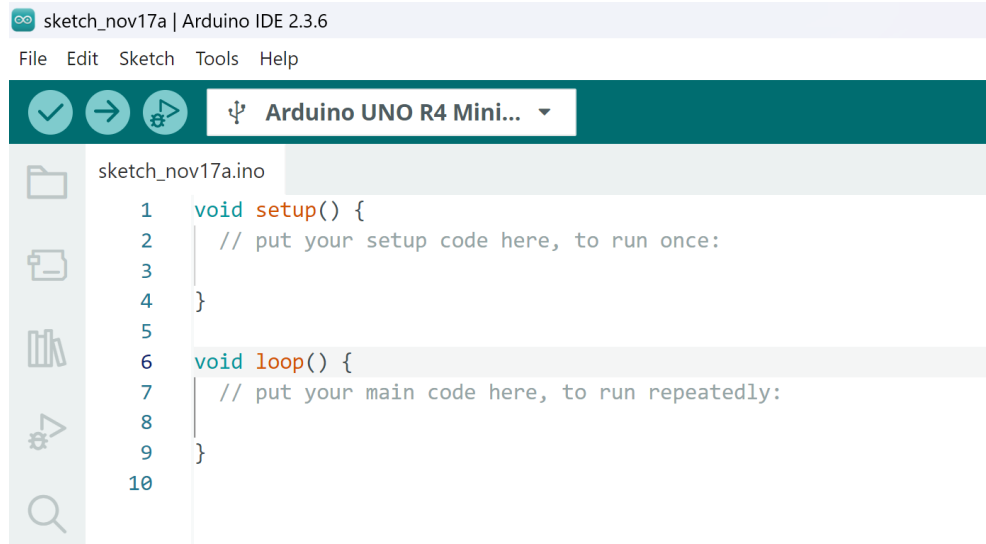 sketch_nov17a | Arduino IDE 2.3.6
File Edit Sketch Tools Help
Arduino UNO R4 Mini...
sketch_nov17a.ino
1 void setup() {
2 // put your setup code here, to run once:
3
4 }
5
6 void loop() {
7 // put your main code here, to run repeatedly:
8
9 }
10